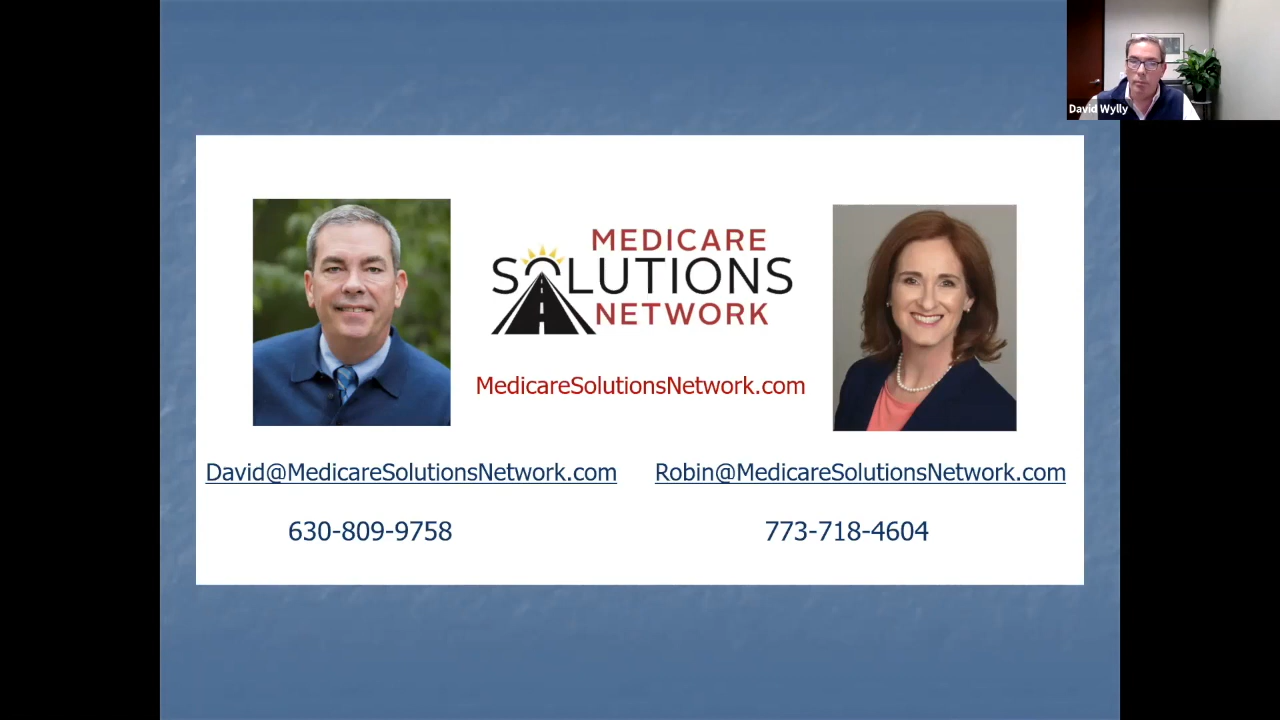 David Wylly
MEDICARE
SOLUTIONS
NETWORK
MedicareSolutionsNetwork.com
David@MedicareSolutionsNetwork.com
Robin@MedicareSolutionsNetwork.com
630-809-9758
773-718-4604